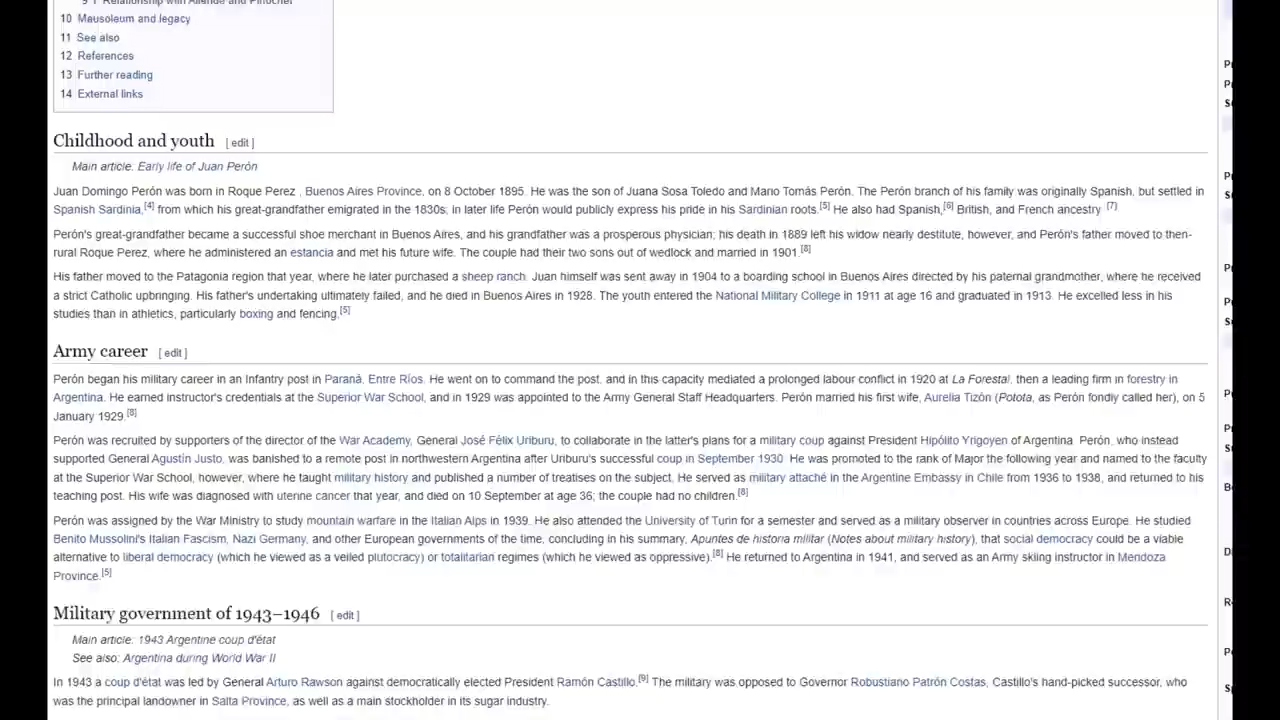 9.1 Relationship with Allende and Pinochet
10 Mausoleum and legacy
11 See also
12 References
13 Further reading
14 External links
Childhood and youth [ edit ]
Main article: Early life of Juan Perón
Juan Domingo Perón was born in Roque Perez , Buenos Aires Province, on 8 October 1895. He was the son of Juana Sosa Toledo and Mario Tomás Perón. The Perón branch of his family was originally Spanish, but settled in
Spanish Sardinia,[4] from which his great-grandfather emigrated in the 1830s; in later life Perón would publicly express his pride in his Sardinian roots.[5] He also had Spanish,[6] British, and French ancestry.[7]
Perón's great-grandfather became a successful shoe merchant in Buenos Aires, and his grandfather was a prosperous physician; his death in 1889 left his widow nearly destitute, however, and Perón's father moved to then-
rural Roque Perez, where he administered an estancia and met his future wife. The couple had their two sons out of wedlock and married in 1901.[8]
His father moved to the Patagonia region that year, where he later purchased a sheep ranch. Juan himself was sent away in 1904 to a boarding school in Buenos Aires directed by his paternal grandmother, where he received
a strict Catholic upbringing. His father's undertaking ultimately failed, and he died in Buenos Aires in 1928. The youth entered the National Military College in 1911 at age 16 and graduated in 1913. He excelled less in his
studies than in athletics, particularly boxing and fencing.[5]
Army career [ edit ]
Perón began his military career in an Infantry post in Paraná, Entre Ríos. He went on to command the post, and in this capacity mediated a prolonged labour conflict in 1920 at La Forestal, then a leading firm in forestry in
Argentina. He earned instructor's credentials at the Superior War School, and in 1929 was appointed to the Army General Staff Headquarters. Perón married his first wife, Aurelia Tizón (Potota, as Perón fondly called her), on 5
January 1929.[8]
Perón was recruited by supporters of the director of the War Academy, General José Félix Uriburu, to collaborate in the latter's plans for a military coup against President Hipólito Yrigoyen of Argentina. Perón, who instead
supported General Agustín Justo, was banished to a remote post in northwestern Argentina after Uriburu's successful coup in September 1930. He was promoted to the rank of Major the following year and named to the faculty
at the Superior War School, however, where he taught military history and published a number of treatises on the subject. He served as military attaché in the Argentine Embassy in Chile from 1936 to 1938, and returned to his
teaching post. His wife was diagnosed with uterine cancer that year, and died on 10 September at age 36; the couple had no children.[8]
Perón was assigned by the War Ministry to study mountain warfare in the Italian Alps in 1939. He also attended the University of Turin for a semester and served as a military observer in countries across Europe. He studied
Benito Mussolini's Italian Fascism, Nazi Germany, and other European governments of the time, concluding in his summary, Apuntes de historia militar (Notes about military history), that social democracy could be a viable
alternative to liberal democracy (which he viewed as a veiled plutocracy) or totalitarian regimes (which he viewed as oppressive).[8] He returned to Argentina in 1941, and served as an Army skiing instructor in Mendoza
Province.[5]
Military government of 1943–1946 [ edit ]
Main article: 1943 Argentine coup d'état
See also: Argentina during World War II
In 1943 a coup d'état was led by General Arturo Rawson against democratically elected President Ramón Castillo.[9] The military was opposed to Governor Robustiano Patrón Costas, Castillo's hand-picked successor, who
was the principal landowner in Salta Province, as well as a main stockholder in its sugar industry.